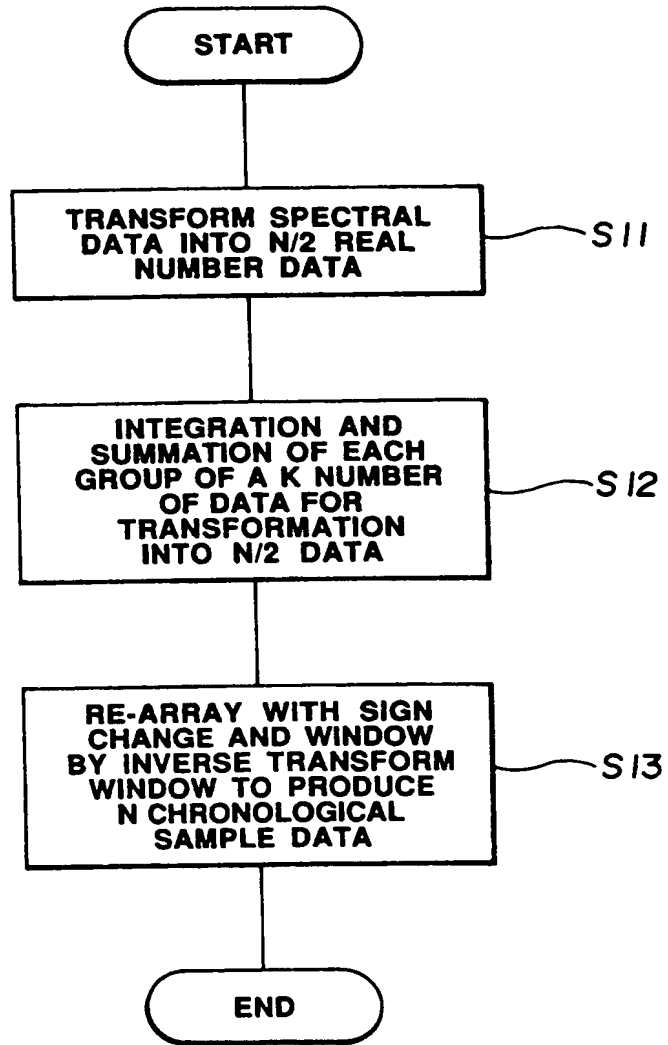 START
TRANSFORM SPECTRAL
DATA INTO N/2 REAL
NUMBER DATA
S11
INTEGRATION AND
SUMMATION OF EACH
GROUP OF A K NUMBER
OF DATA FOR
TRANSFORMATION
INTO N/2 DATA
S12
RE-ARRAY WITH SIGN
CHANGE AND WINDOW
BY INVERSE TRANSFORM
WINDOW TO PRODUCE
N CHRONOLOGICAL
SAMPLE DATA
S13
END